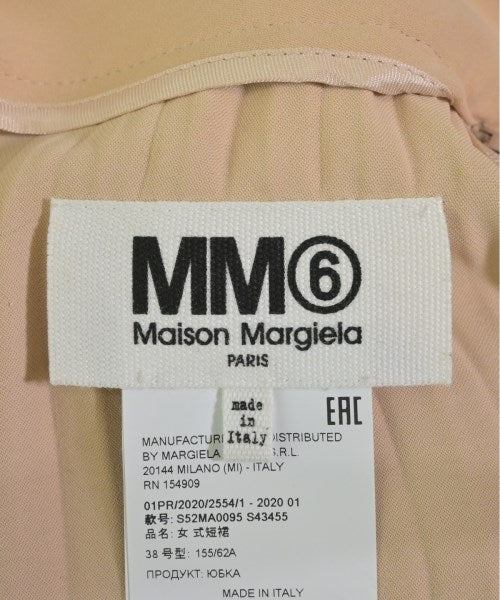 MM⑥
Maison Margiela
PARIS
made
in
Italy
EAC
MANUFACTUR DISTRIBUTED
BY MARGIELA S.R.L.
20144 MILANO (MI) - ITALY
RN 154909
01PR/2020/2554/1 - 2020 01
款号: S52MA0095 S43455
品名: 女 式短裙
38 号型: 155/62A
ПРОДУКТ: ЮБКА
MADE IN ITALY